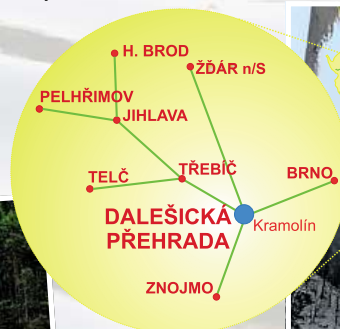 H. BROD
ŽĎÁR n/S
PELHŘIMOV
JIHLAVA
TELČ
TŘEBÍČ
BRNO
DALEŠICKÁ
PŘEHRADA
Kramolín
ZNOJMO